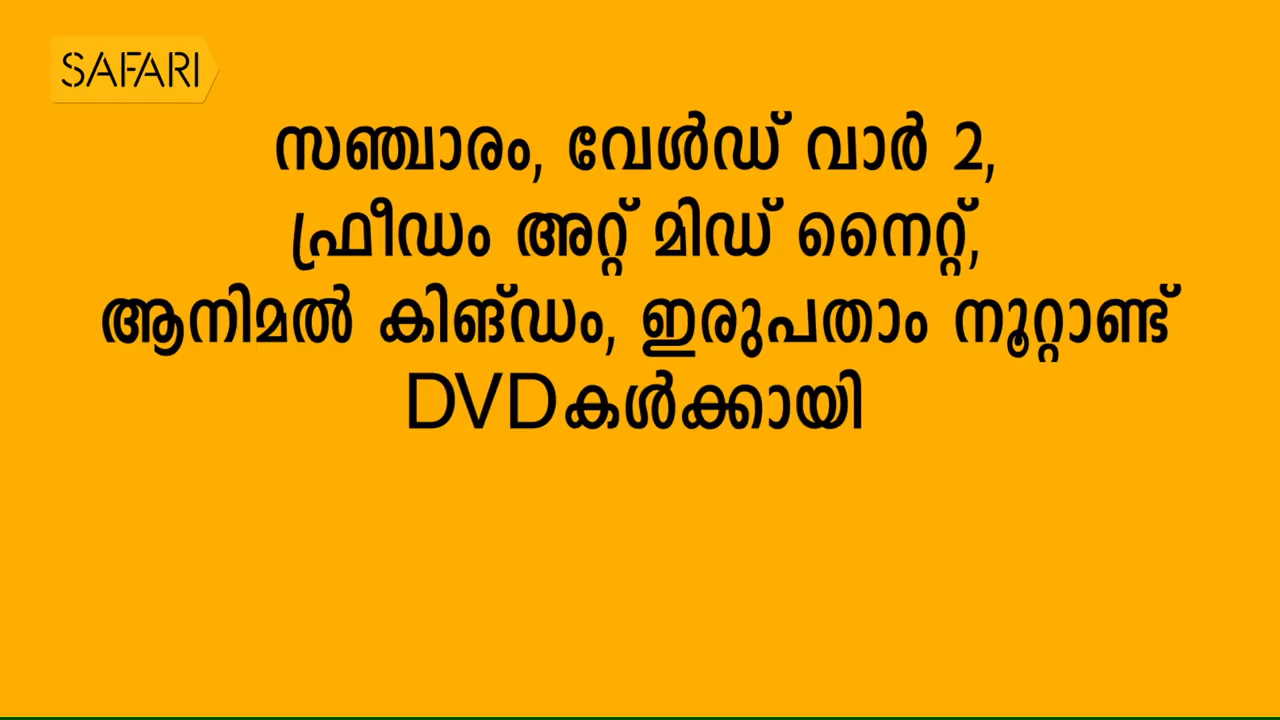 SAFARI
സഞ്ചാരം, വേൾഡ് വാർ 2,
ഫ്രീഡം അറ്റ് മിഡ് നൈറ്റ്,
ആനിമൽ കിങ്ഡം, ഇരുപതാം നൂറ്റാണ്ട്
DVDകൾക്കായി